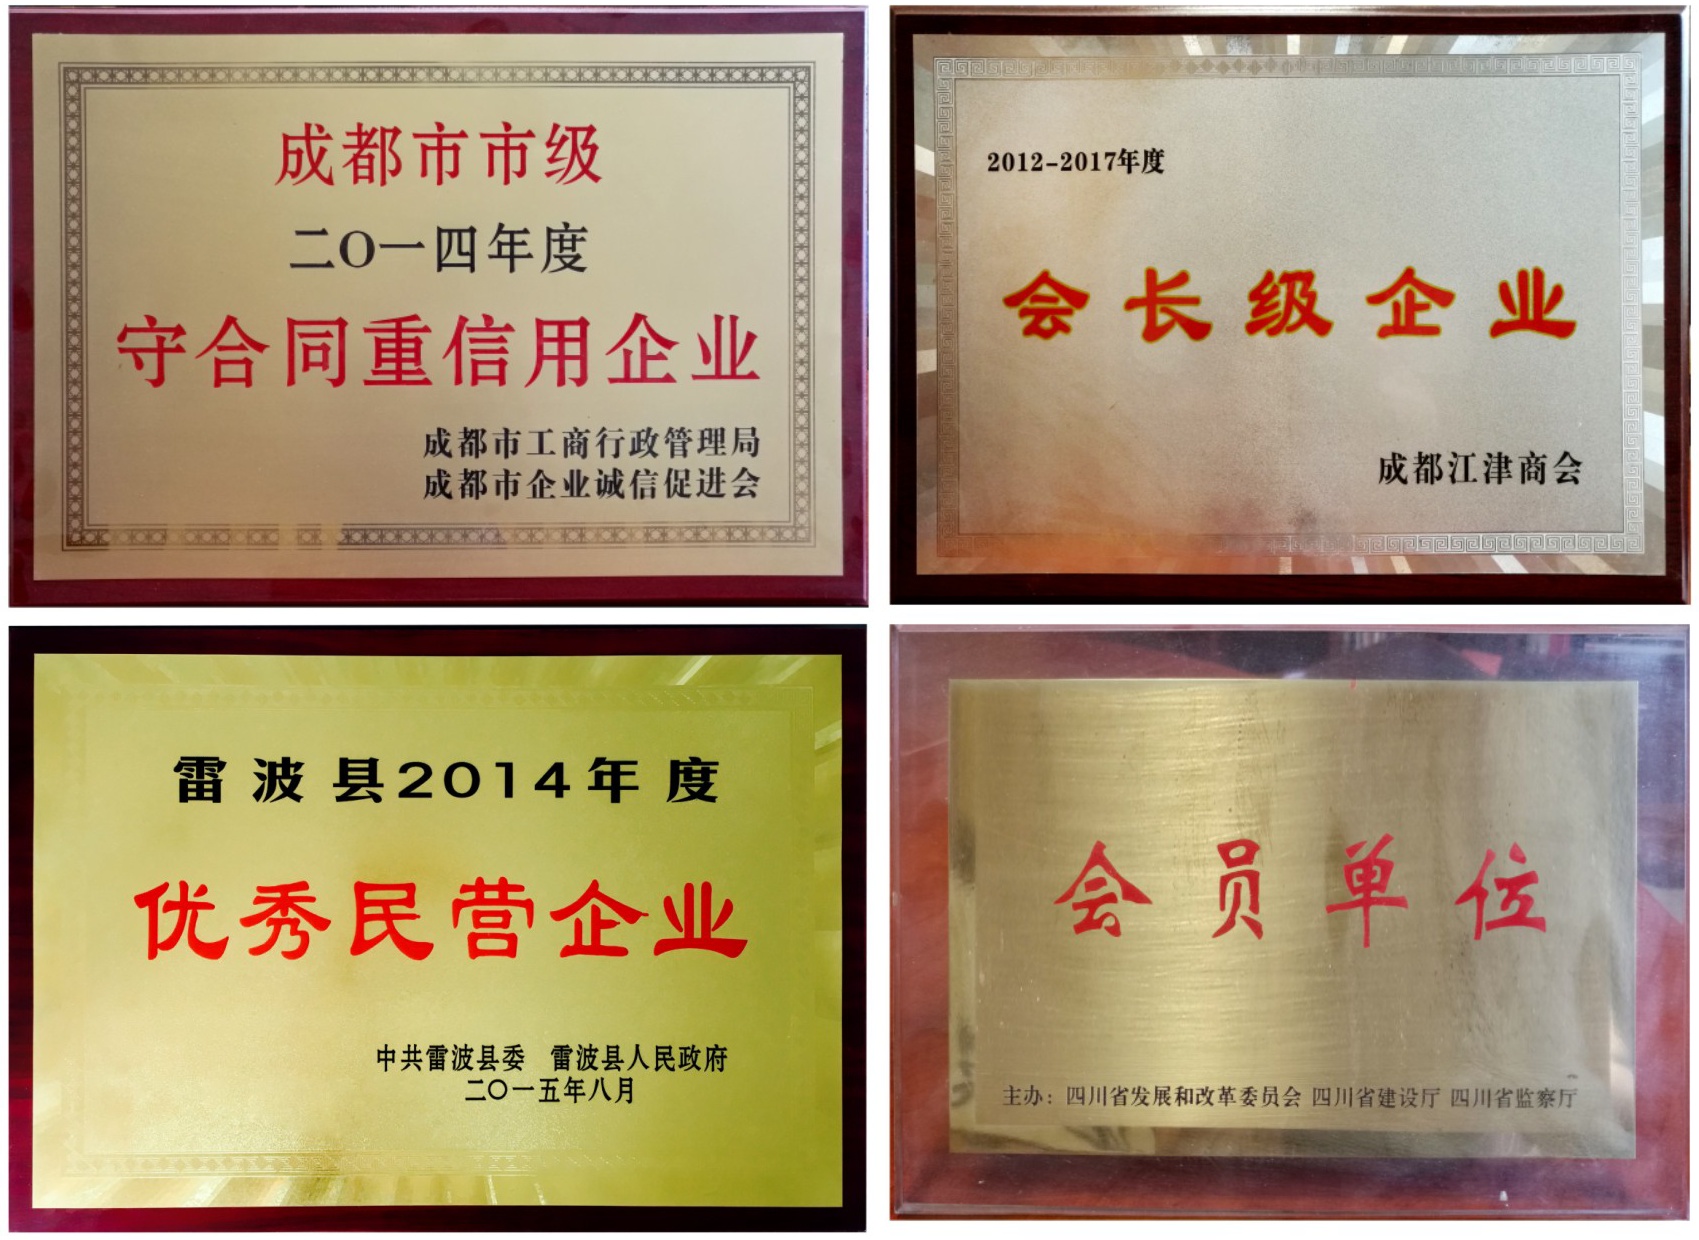 成都市市级
二〇一四年度
守合同重信用企业
成都市工商行政管理局
成都市企业诚信促进会
2012-2017年度
会长级企业
成都江津商会
雷波县2014年度
优秀民营企业
中共雷波县委 雷波县人民政府
二〇一五年八月
会员单位
主办：四川省发展和改革委员会 四川省建设厅 四川省监察厅